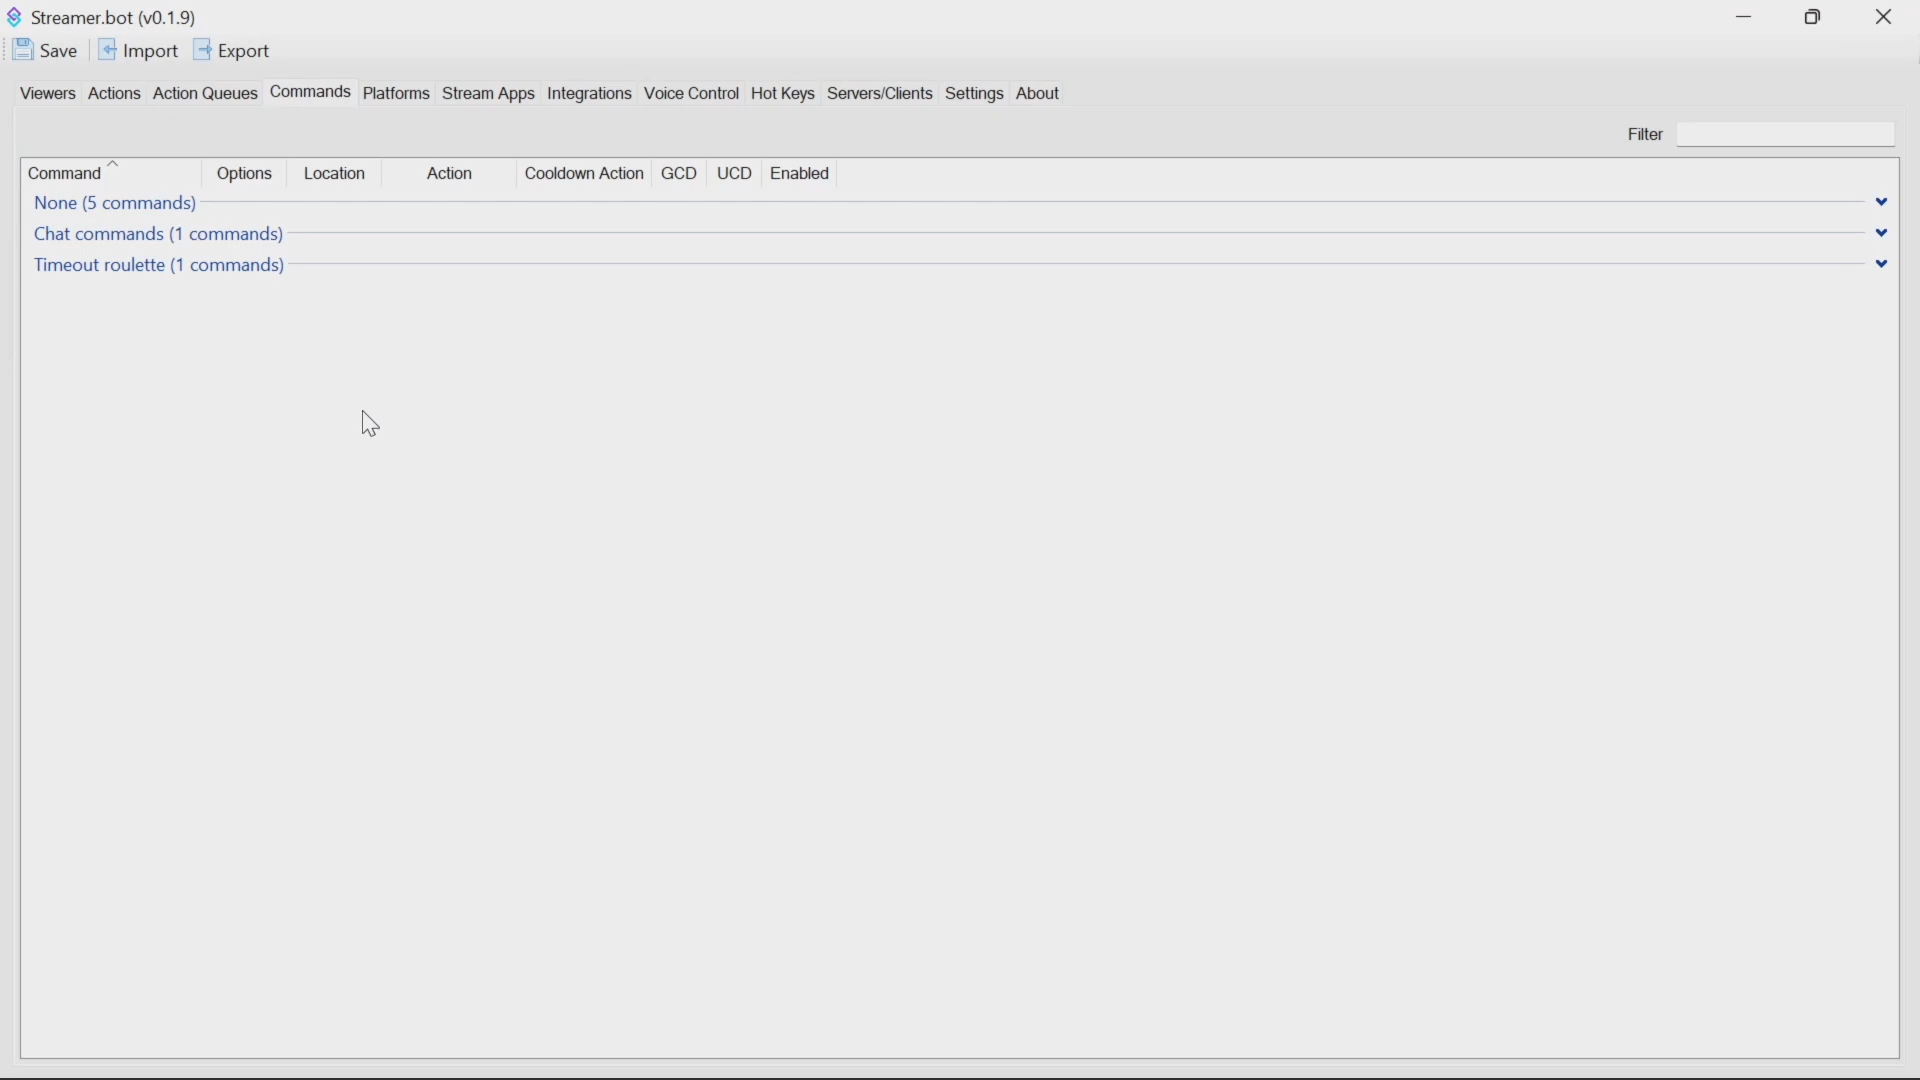 Streamer.bot (v0.1.9)
Save Import Export
Viewers Actions Action Queues Commands Platforms Stream Apps Integrations Voice Control Hot Keys Servers/Clients Settings About
Filter
Command Options Location Action Cooldown Action GCD UCD Enabled
None (5 commands)
Chat commands (1 commands)
Timeout roulette (1 commands)